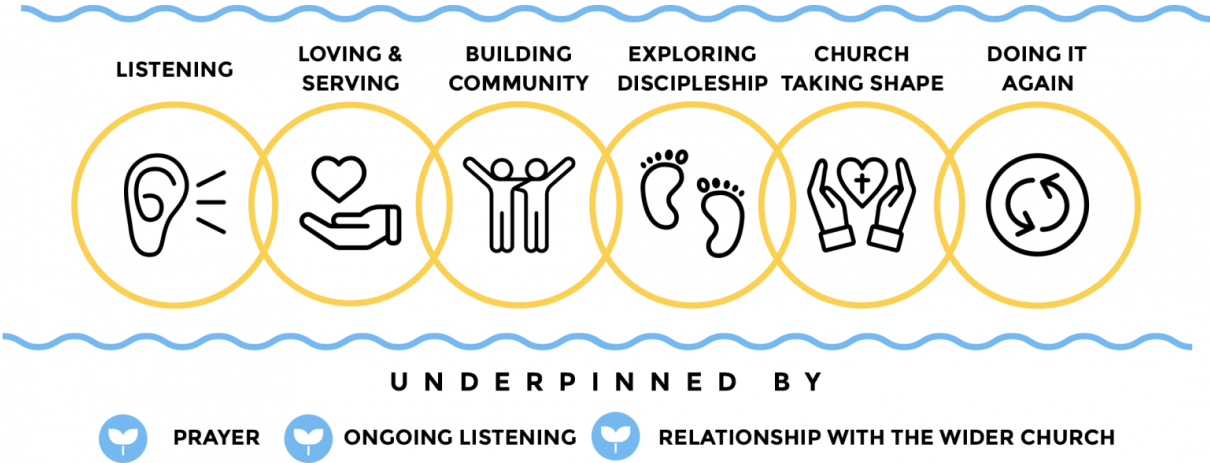 LISTENING
LOVING &
SERVING
BUILDING
COMMUNITY
EXPLORING
DISCIPLESHIP
CHURCH
TAKING SHAPE
DOING IT
AGAIN
UNDERPINNED BY
PRAYER
ONGOING LISTENING
RELATIONSHIP WITH THE WIDER CHURCH